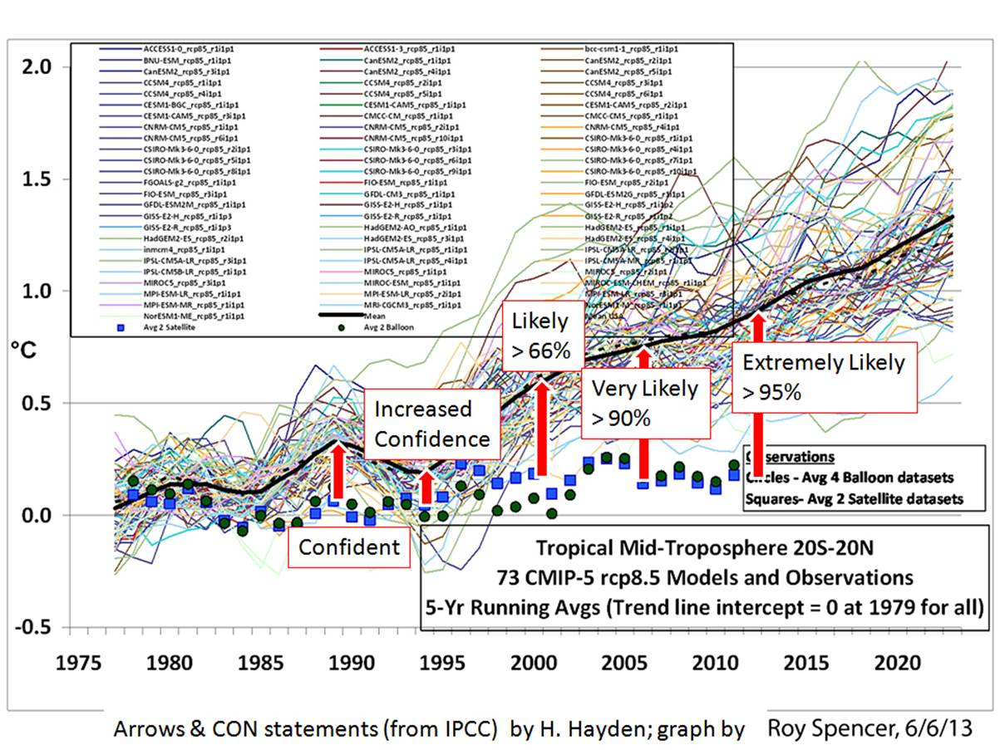 ACCESS1-0_rcp85_r1i1p1 ACCESS1-3_rcp85_r1i1p1 bcc-csm1-1_rcp85_r1i1p1
BNU-ESM_rcp85_r1i1p1 CanESM2_rcp85_r1i1p1 CanESM2_rcp85_r2i1p1
CanESM2_rcp85_r3i1p1 CanESM2_rcp85_r4i1p1 CanESM2_rcp85_r5i1p1
CCSM4_rcp85_r1i1p1 CCSM4_rcp85_r2i1p1 CCSM4_rcp85_r3i1p1
CCSM4_rcp85_r4i1p1 CCSM4_rcp85_r5i1p1 CCSM4_rcp85_r6i1p1
CESM1-BGC_rcp85_r1i1p1 CESM1-CAM5_rcp85_r1i1p1 CESM1-CAM5_rcp85_r2i1p1
CESM1-CAM5_rcp85_r3i1p1 CMCC-CM_rcp85_r1i1p1 CMCC-CMS_rcp85_r1i1p1
CNRM-CM5_rcp85_r1i1p1 CNRM-CM5_rcp85_r2i1p1 CNRM-CM5_rcp85_r4i1p1
CNRM-CM5_rcp85_r6i1p1 CNRM-CM5_rcp85_r10i1p1 CSIRO-Mk3-6-0_rcp85_r1i1p1
CSIRO-Mk3-6-0_rcp85_r2i1p1 CSIRO-Mk3-6-0_rcp85_r3i1p1 CSIRO-Mk3-6-0_rcp85_r4i1p1
CSIRO-Mk3-6-0_rcp85_r5i1p1 CSIRO-Mk3-6-0_rcp85_r6i1p1 CSIRO-Mk3-6-0_rcp85_r7i1p1
CSIRO-Mk3-6-0_rcp85_r8i1p1 CSIRO-Mk3-6-0_rcp85_r9i1p1 CSIRO-Mk3-6-0_rcp85_r10i1p1
FGOALS-g2_rcp85_r1i1p1 FIO-ESM_rcp85_r1i1p1 FIO-ESM_rcp85_r2i1p1
FIO-ESM_rcp85_r3i1p1 GFDL-CM3_rcp85_r1i1p1 GFDL-ESM2G_rcp85_r1i1p1
GFDL-ESM2M_rcp85_r1i1p1 GISS-E2-H_rcp85_r1i1p1 GISS-E2-H_rcp85_r1i1p2
GISS-E2-H_rcp85_r1i1p3 GISS-E2-R_rcp85_r1i1p1 GISS-E2-R_rcp85_r1i1p2
GISS-E2-R_rcp85_r1i1p3 HadGEM2-AO_rcp85_r1i1p1 HadGEM2-ES_rcp85_r1i1p1
HadGEM2-ES_rcp85_r2i1p1 HadGEM2-ES_rcp85_r3i1p1 HadGEM2-ES_rcp85_r4i1p1
inmcm4_rcp85_r1i1p1 IPSL-CM5A-LR_rcp85_r1i1p1 IPSL-CM5A-LR_rcp85_r2i1p1
IPSL-CM5A-LR_rcp85_r3i1p1 IPSL-CM5A-LR_rcp85_r4i1p1 IPSL-CM5A-MR_rcp85_r1i1p1
IPSL-CM5B-LR_rcp85_r1i1p1 MIROC5_rcp85_r1i1p1 MIROC5_rcp85_r2i1p1
MIROC5_rcp85_r3i1p1 MIROC-ESM_rcp85_r1i1p1 MIROC-ESM-CHEM_rcp85_r1i1p1
MPI-ESM-LR_rcp85_r1i1p1 MPI-ESM-LR_rcp85_r2i1p1 MPI-ESM-LR_rcp85_r3i1p1
MPI-ESM-MR_rcp85_r1i1p1 MRI-CGCM3_rcp85_r1i1p1 NorESM1-M_rcp85_r1i1p1
NorESM1-ME_rcp85_r1i1p1 Mean
Avg 2 Satellite Avg 2 Balloon
2.0
1.5
1.0
°C
0.5
0.0
-0.5
Likely
> 66%
Very Likely
> 90%
Extremely Likely
> 95%
Increased
Confidence
Confident
Circles - Avg 4 Balloon datasets
Squares- Avg 2 Satellite datasets
Tropical Mid-Troposphere 20S-20N
73 CMIP-5 rcp8.5 Models and Observations
5-Yr Running Avgs (Trend line intercept = 0 at 1979 for all)
1975 1980 1985 1990 1995 2000 2005 2010 2015 2020
Arrows & CON statements (from IPCC) by H. Hayden; graph by Roy Spencer, 6/6/13